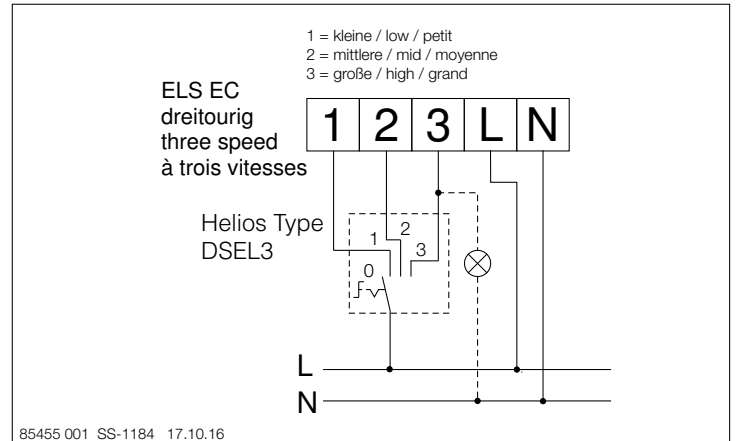 1 = kleine / low / petit
2 = mittlere / mid / moyenne
3 = große / high / grand
ELS EC
dreitourig
three speed
à trois vitesses
1 2 3 L N
Helios Type
DSEL3
0 1 2 3
L
N
85455 001 SS-1184 17.10.16